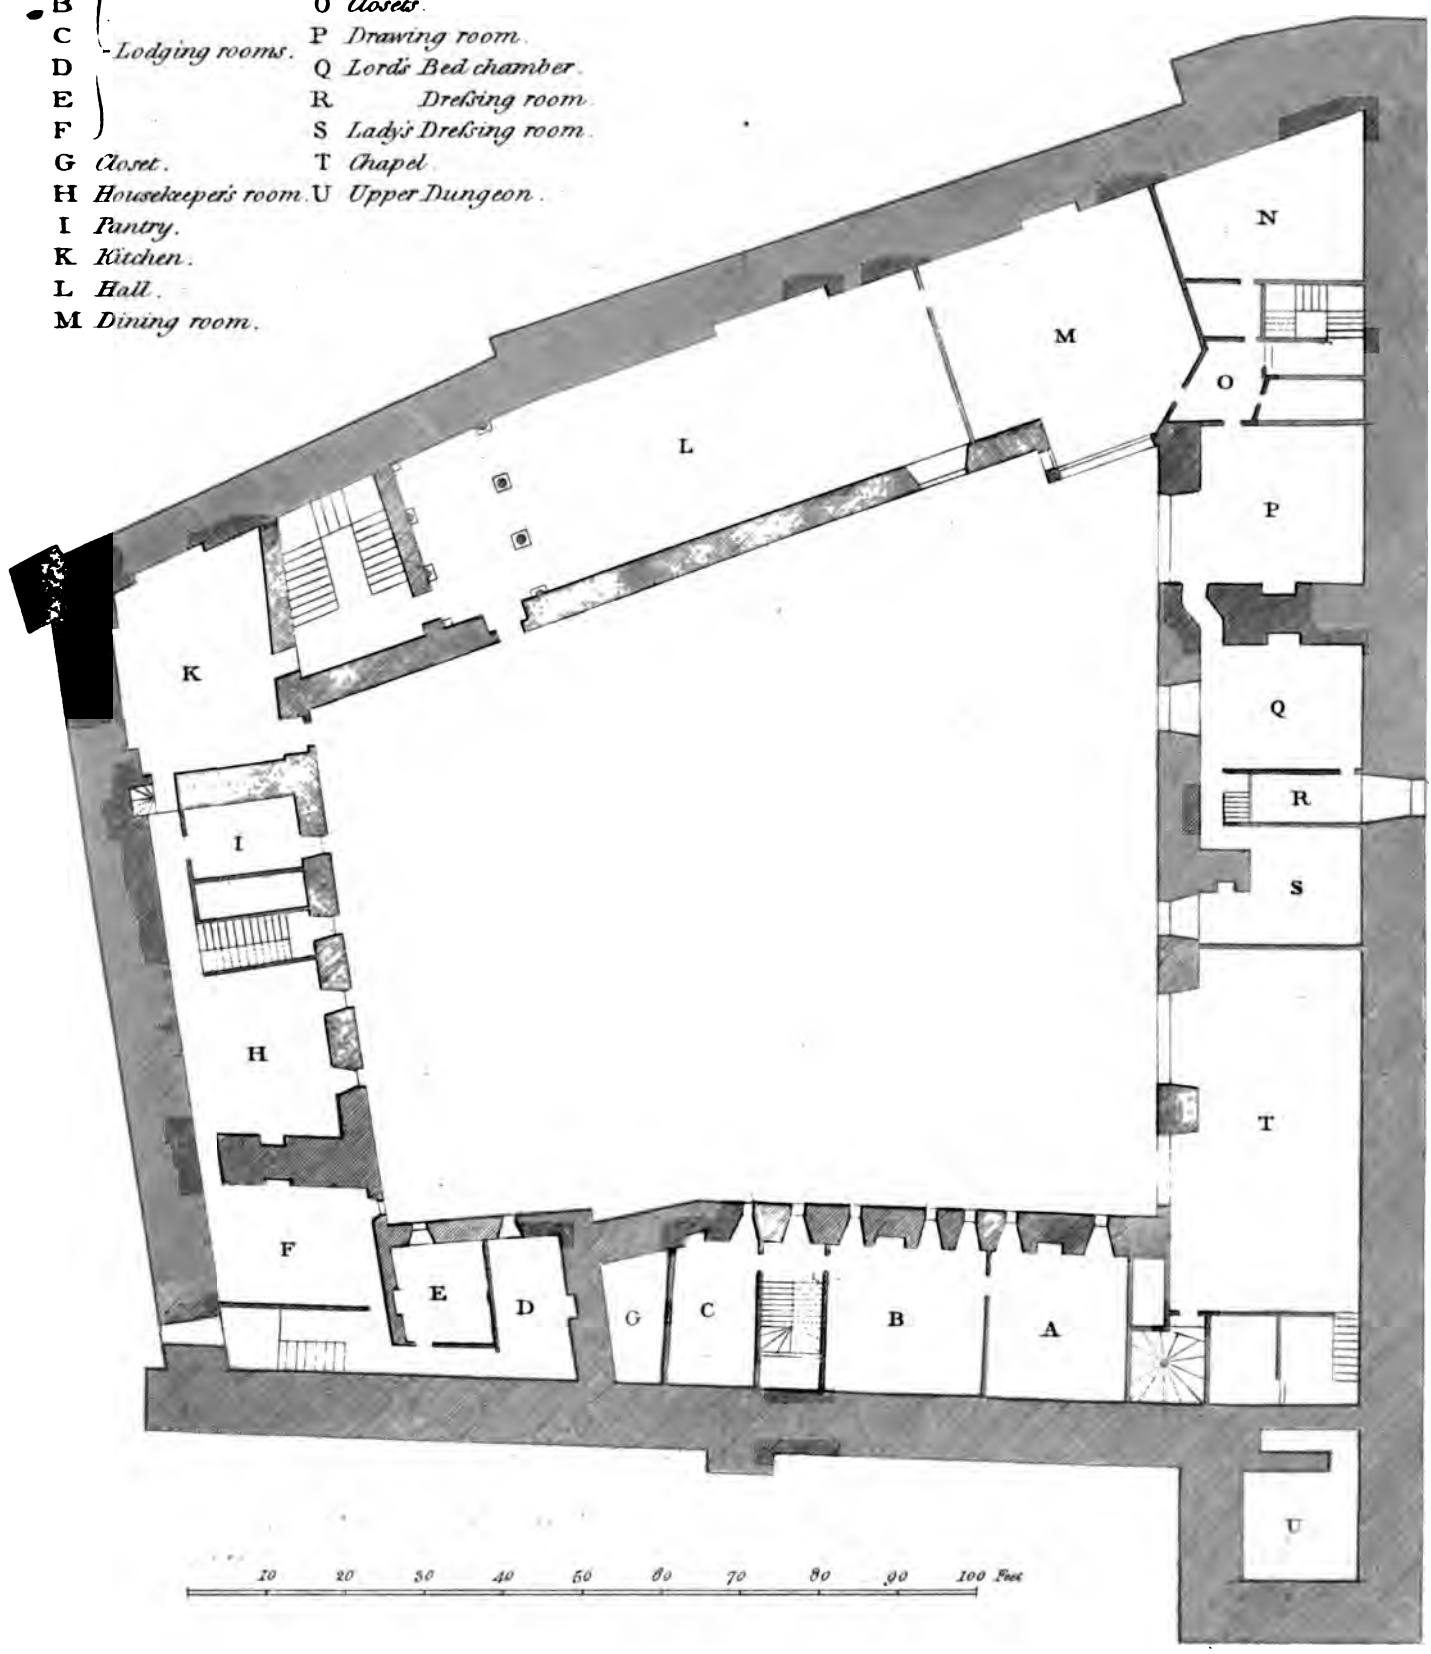 B
C
D
E
F
Lodging rooms.
G Closet.
H Housekeeper's room.
I Pantry.
K Kitchen.
L Hall.
M Dining room.
O Closets.
P Drawing room.
Q Lord's Bed chamber.
R Dreſsing room.
S Lady's Dreſsing room.
T Chapel
U Upper Dungeon.
N
M
O
L
P
K
Q
R
I
S
H
T
F
E
D
G
C
B
A
U
10 20 30 40 50 60 70 80 90 100 Feet